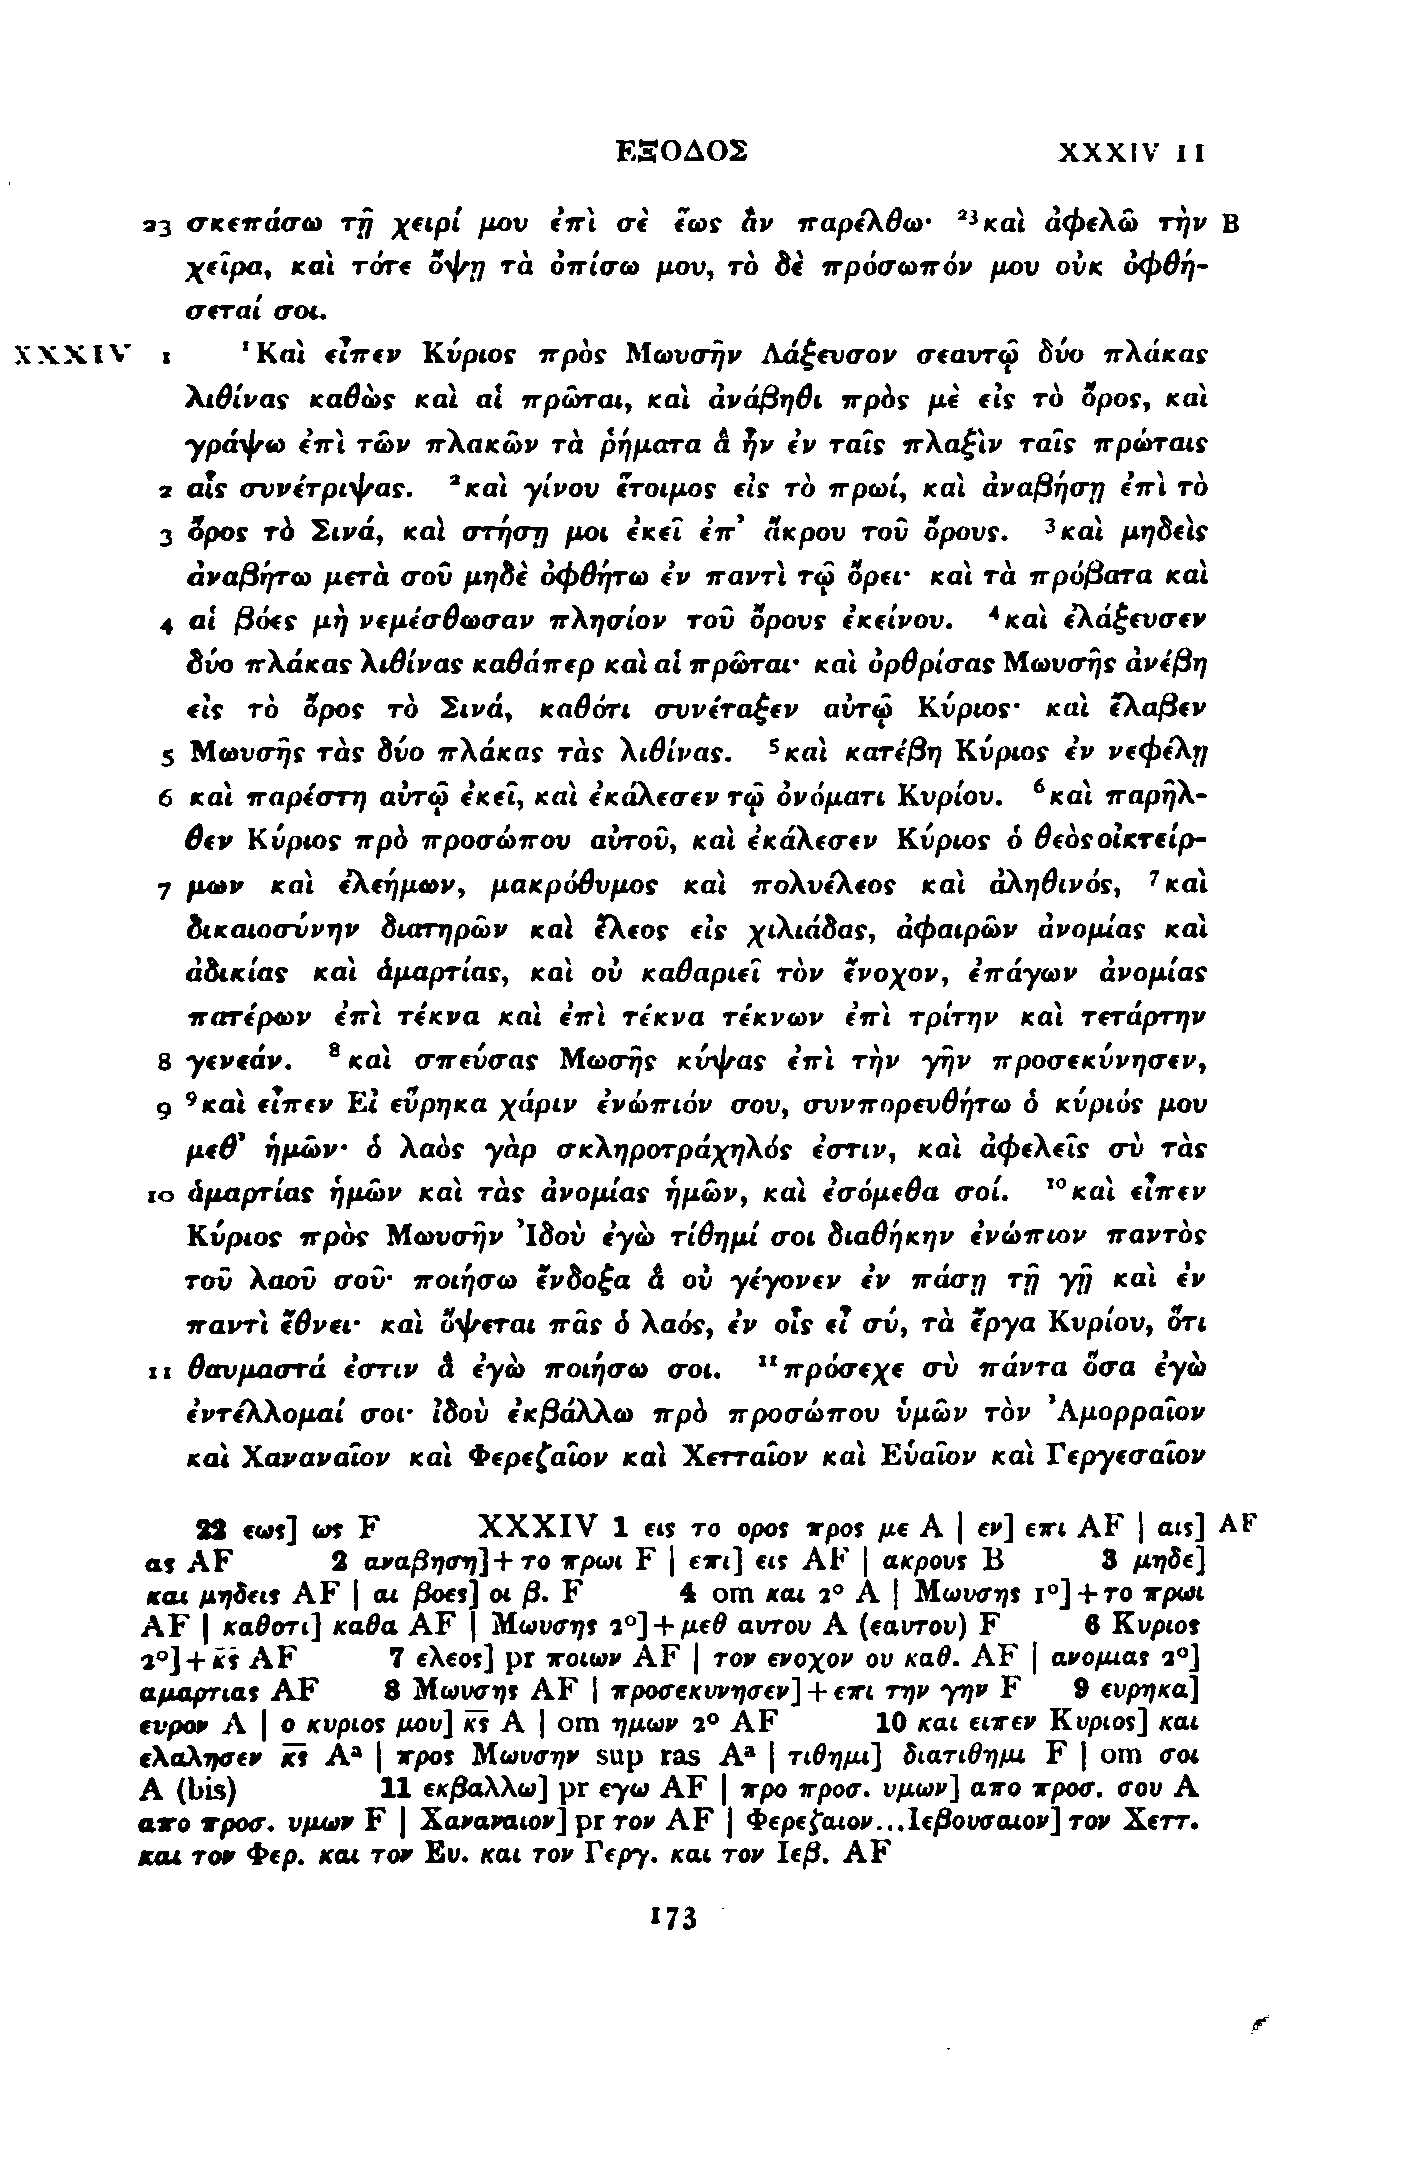 ΕΞΟΔΟΣ XXXIV 11
23 σκεπάσω τῇ χειρί μου ἐπὶ σὲ ἕως ἂν παρέλθω· ²³καὶ ἀφελῶ τὴν B
χεῖρα, καὶ τότε ὄψῃ τὰ ὀπίσω μου, τὸ δὲ πρόσωπόν μου οὐκ ὀφθή-
σεταί σοι.
XXXIV 1 ¹Καὶ εἶπεν Κύριος πρὸς Μωυσῆν Λάξευσον σεαυτῷ δύο πλάκας
λιθίνας καθὼς καὶ αἱ πρῶται, καὶ ἀνάβηθι πρὸς μὲ εἰς τὸ ὄρος, καὶ
γράψω ἐπὶ τῶν πλακῶν τὰ ῥήματα ἃ ἦν ἐν ταῖς πλαξὶν ταῖς πρώταις
2 αἷς συνέτριψας. ²καὶ γίνου ἕτοιμος εἰς τὸ πρωί, καὶ ἀναβήσῃ ἐπὶ τὸ
3 ὄρος τὸ Σινά, καὶ στήσῃ μοι ἐκεῖ ἐπ᾽ ἄκρου τοῦ ὄρους. ³καὶ μηδεὶς
ἀναβήτω μετὰ σοῦ μηδὲ ὀφθήτω ἐν παντὶ τῷ ὄρει· καὶ τὰ πρόβατα καὶ
4 αἱ βόες μὴ νεμέσθωσαν πλησίον τοῦ ὄρους ἐκείνου. ⁴καὶ ἐλάξευσεν
δύο πλάκας λιθίνας καθάπερ καὶ αἱ πρῶται· καὶ ὀρθρίσας Μωυσῆς ἀνέβη
εἰς τὸ ὄρος τὸ Σινά, καθότι συνέταξεν αὐτῷ Κύριος· καὶ ἔλαβεν
5 Μωυσῆς τὰς δύο πλάκας τὰς λιθίνας. ⁵καὶ κατέβη Κύριος ἐν νεφέλῃ
6 καὶ παρέστη αὐτῷ ἐκεῖ, καὶ ἐκάλεσεν τῷ ὀνόματι Κυρίου. ⁶καὶ παρῆλ-
θεν Κύριος πρὸ προσώπου αὐτοῦ, καὶ ἐκάλεσεν Κύριος ὁ θεὸς οἰκτείρ-
7 μων καὶ ἐλεήμων, μακρόθυμος καὶ πολυέλεος καὶ ἀληθινός, ⁷καὶ
δικαιοσύνην διατηρῶν καὶ ἔλεος εἰς χιλιάδας, ἀφαιρῶν ἀνομίας καὶ
ἀδικίας καὶ ἁμαρτίας, καὶ οὐ καθαριεῖ τὸν ἔνοχον, ἐπάγων ἀνομίας
πατέρων ἐπὶ τέκνα καὶ ἐπὶ τέκνα τέκνων ἐπὶ τρίτην καὶ τετάρτην
8 γενεάν. ⁸καὶ σπεύσας Μωσῆς κύψας ἐπὶ τὴν γῆν προσεκύνησεν,
9 ⁹καὶ εἶπεν Εἰ εὕρηκα χάριν ἐνώπιόν σου, συνπορευθήτω ὁ κύριός μου
μεθ᾽ ἡμῶν· ὁ λαὸς γὰρ σκληροτράχηλός ἐστιν, καὶ ἀφελεῖς σὺ τὰς
10 ἁμαρτίας ἡμῶν καὶ τὰς ἀνομίας ἡμῶν, καὶ ἐσόμεθα σοί. ¹⁰καὶ εἶπεν
Κύριος πρὸς Μωυσῆν Ἰδοὺ ἐγὼ τίθημί σοι διαθήκην ἐνώπιον παντὸς
τοῦ λαοῦ σοῦ· ποιήσω ἔνδοξα ἃ οὐ γέγονεν ἐν πάσῃ τῇ γῇ καὶ ἐν
παντὶ ἔθνει· καὶ ὄψεται πᾶς ὁ λαός, ἐν οἷς εἶ σύ, τὰ ἔργα Κυρίου, ὅτι
11 θαυμαστά ἐστιν ἃ ἐγὼ ποιήσω σοι. ¹¹πρόσεχε σὺ πάντα ὅσα ἐγὼ
ἐντέλλομαί σοι· ἰδοὺ ἐκβάλλω πρὸ προσώπου ὑμῶν τὸν Ἀμορραῖον
καὶ Χαναναῖον καὶ Φερεζαῖον καὶ Χετταῖον καὶ Εὑαῖον καὶ Γεργεσαῖον
22 εως] ως F XXXIV 1 εις το ορος προς με A | εν] επι AF | αις] AF
ας AF 2 αναβηση]+το πρωι F | επι] εις AF | ακρους B 3 μηδε]
και μηδεις AF | αι βοες] οι β. F 4 om και 2° A | Μωυσης 1°]+το πρωι
AF | καθοτι] καθα AF | Μωυσης 2°]+μεθ αυτου A (εαυτου) F 6 Κυριος
2°]+κ̅ς̅ AF 7 ελεος] pr ποιων AF | τον ενοχον ου καθ. AF | ανομιας 2°]
αμαρτιας AF 8 Μωυσης AF | προσεκυνησεν]+επι την γην F 9 ευρηκα]
ευρον A | ο κυριος μου] κ̅ς̅ A | om ημων 2° AF 10 και ειπεν Κυριος] και
ελαλησεν κ̅ς̅ Aᵃ | προς Μωυσην sup ras Aᵃ | τιθημι] διατιθημι F | om σοι
A (bis) 11 εκβαλλω] pr εγω AF | προ προσ. υμων] απο προσ. σου A
απο προσ. υμων F | Χαναναιον] pr τον AF | Φερεζαιον...Ιεβουσαιον] τον Χεττ.
και τον Φερ. και τον Ευ. και τον Γεργ. και τον Ιεβ. AF
173